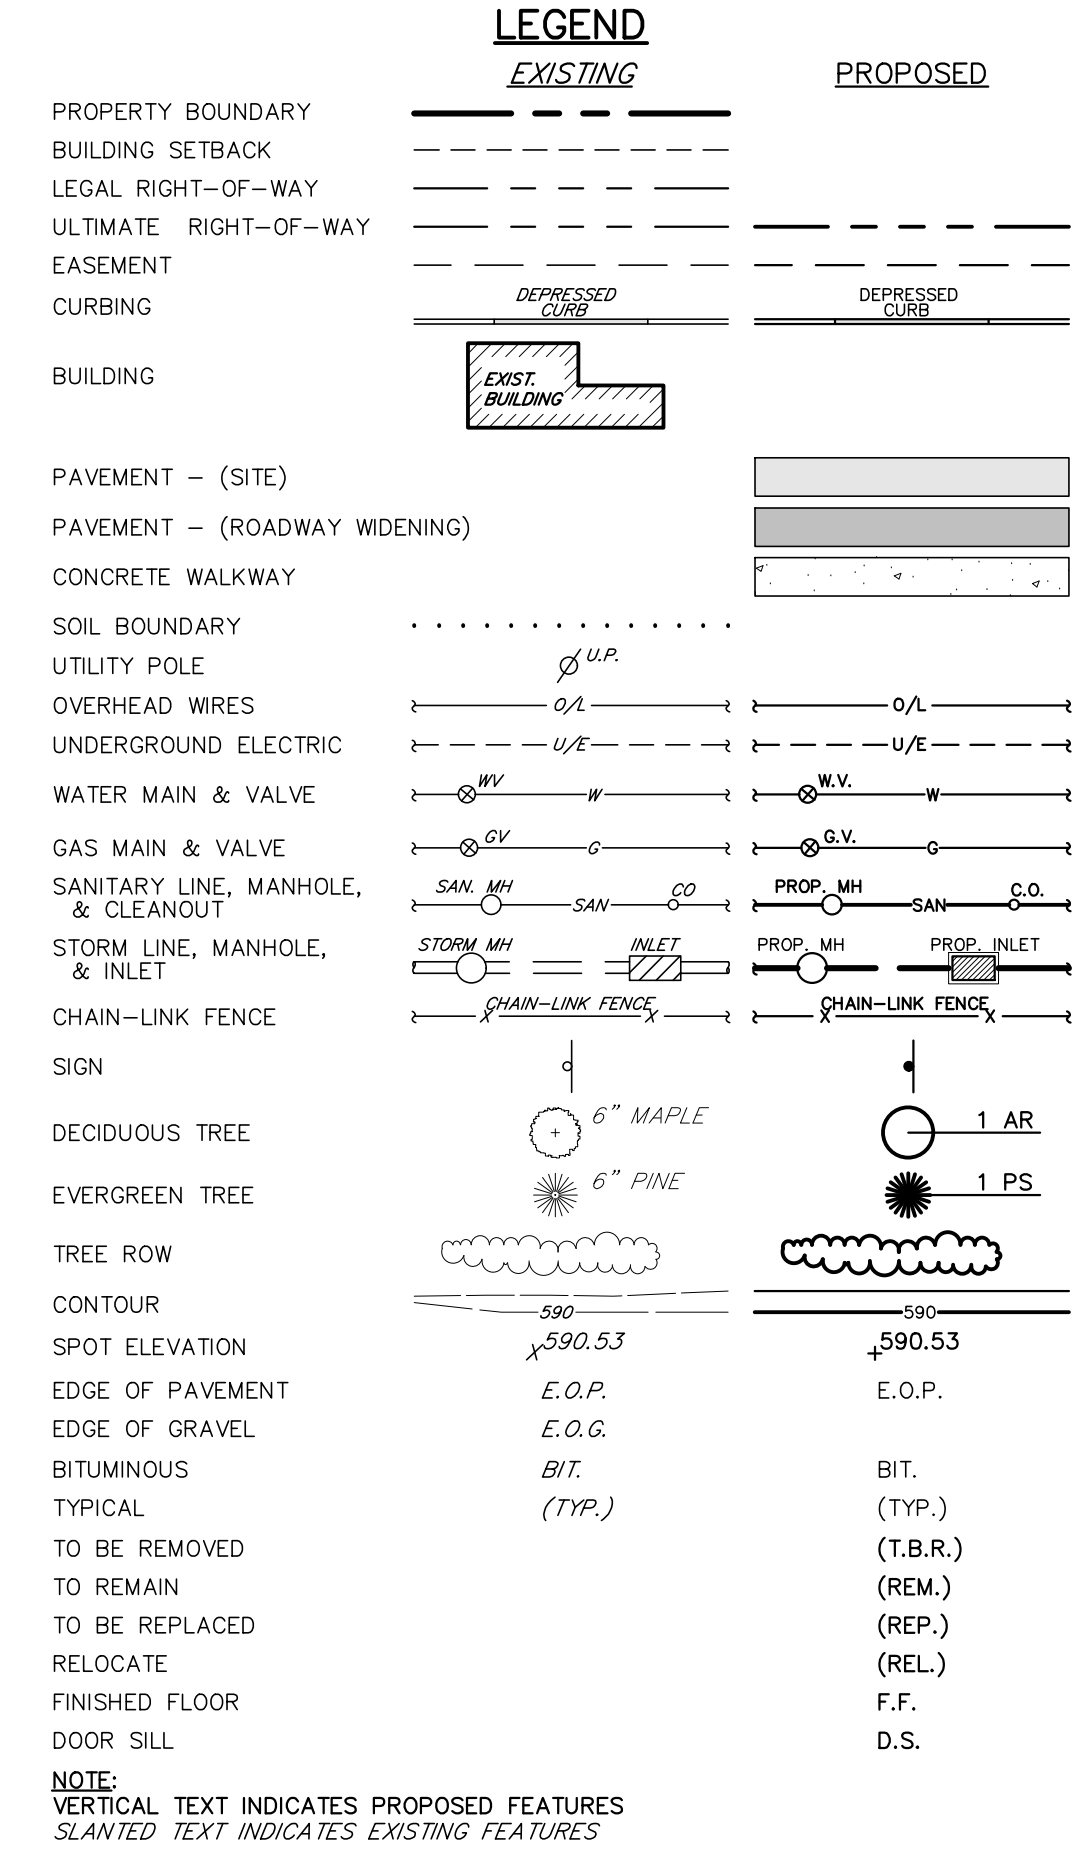 LEGEND
EXISTING PROPOSED
PROPERTY BOUNDARY
BUILDING SETBACK
LEGAL RIGHT-OF-WAY
ULTIMATE RIGHT-OF-WAY
EASEMENT
DEPRESSED DEPRESSED
CURBING CURB CURB
BUILDING EXIST.
BUILDING
PAVEMENT - (SITE)
PAVEMENT - (ROADWAY WIDENING)
CONCRETE WALKWAY
SOIL BOUNDARY
UTILITY POLE U.P.
OVERHEAD WIRES O/L O/L
UNDERGROUND ELECTRIC U/E U/E
WV W.V.
WATER MAIN & VALVE W W
GV G.V.
GAS MAIN & VALVE G G
SANITARY LINE, MANHOLE, SAN. MH CO PROP. MH C.O.
& CLEANOUT SAN SAN
STORM LINE, MANHOLE, STORM MH INLET PROP. MH PROP. INLET
& INLET
CHAIN-LINK FENCE CHAIN-LINK FENCE CHAIN-LINK FENCE
X X X X
SIGN
DECIDUOUS TREE 6" MAPLE 1 AR
EVERGREEN TREE 6" PINE 1 PS
TREE ROW
CONTOUR 590 590
SPOT ELEVATION X590.53 +590.53
EDGE OF PAVEMENT E.O.P. E.O.P.
EDGE OF GRAVEL E.O.G.
BITUMINOUS BIT. BIT.
TYPICAL (TYP.) (TYP.)
TO BE REMOVED (T.B.R.)
TO REMAIN (REM.)
TO BE REPLACED (REP.)
RELOCATE (REL.)
FINISHED FLOOR F.F.
DOOR SILL D.S.
NOTE:
VERTICAL TEXT INDICATES PROPOSED FEATURES
SLANTED TEXT INDICATES EXISTING FEATURES